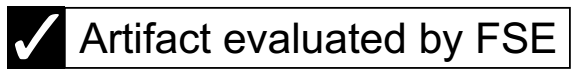 ✓ Artifact evaluated by FSE